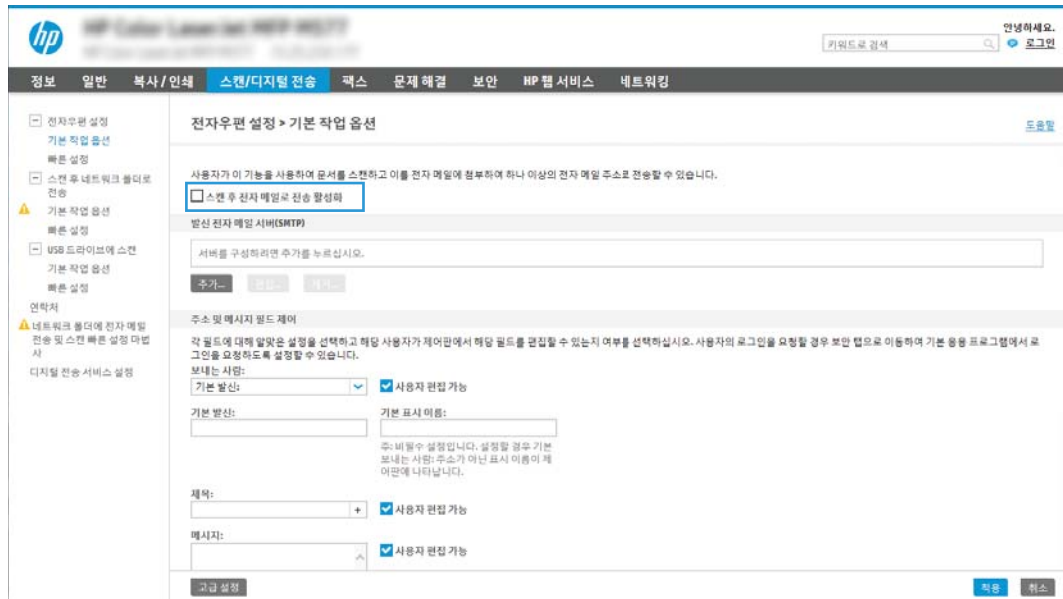 hp
안녕하세요.
키워드로 검색
로그인
정보 일반 복사/인쇄 스캔/디지털 전송 팩스 문제 해결 보안 HP 웹 서비스 네트워킹
전자우편 설정
기본 작업 옵션
빠른 설정
스캔 후 네트워크 폴더로
전송
기본 작업 옵션
빠른 설정
USB 드라이브에 스캔
기본 작업 옵션
빠른 설정
연락처
네트워크 폴더에 전자 메일
전송 및 스캔 빠른 설정 마법
사
디지털 전송 서비스 설정
전자우편 설정 > 기본 작업 옵션
도움말
사용자가 이 기능을 사용하여 문서를 스캔하고 이를 전자 메일에 첨부하여 하나 이상의 전자 메일 주소로 전송할 수 있습니다.
스캔 후 전자 메일로 전송 활성화
발신 전자 메일 서버(SMTP)
서버를 구성하려면 추가를 누르십시오.
추가... 편집... 제거...
주소 및 메시지 필드 제어
각 필드에 대해 알맞은 설정을 선택하고 해당 사용자가 제어판에서 해당 필드를 편집할 수 있는지 여부를 선택하십시오. 사용자의 로그인을 요청할 경우 보안 탭으로 이동하여 기본 응용 프로그램에서 로
그인을 요청하도록 설정할 수 있습니다.
보내는 사람:
기본 발신: 사용자 편집 가능
기본 발신: 기본 표시 이름:
주: 비필수 설정입니다. 설정할 경우 기본
보내는 사람: 주소가 아닌 표시 이름이 제
어판에 나타납니다.
제목:
+ 사용자 편집 가능
메시지:
사용자 편집 가능
고급 설정
적용 취소